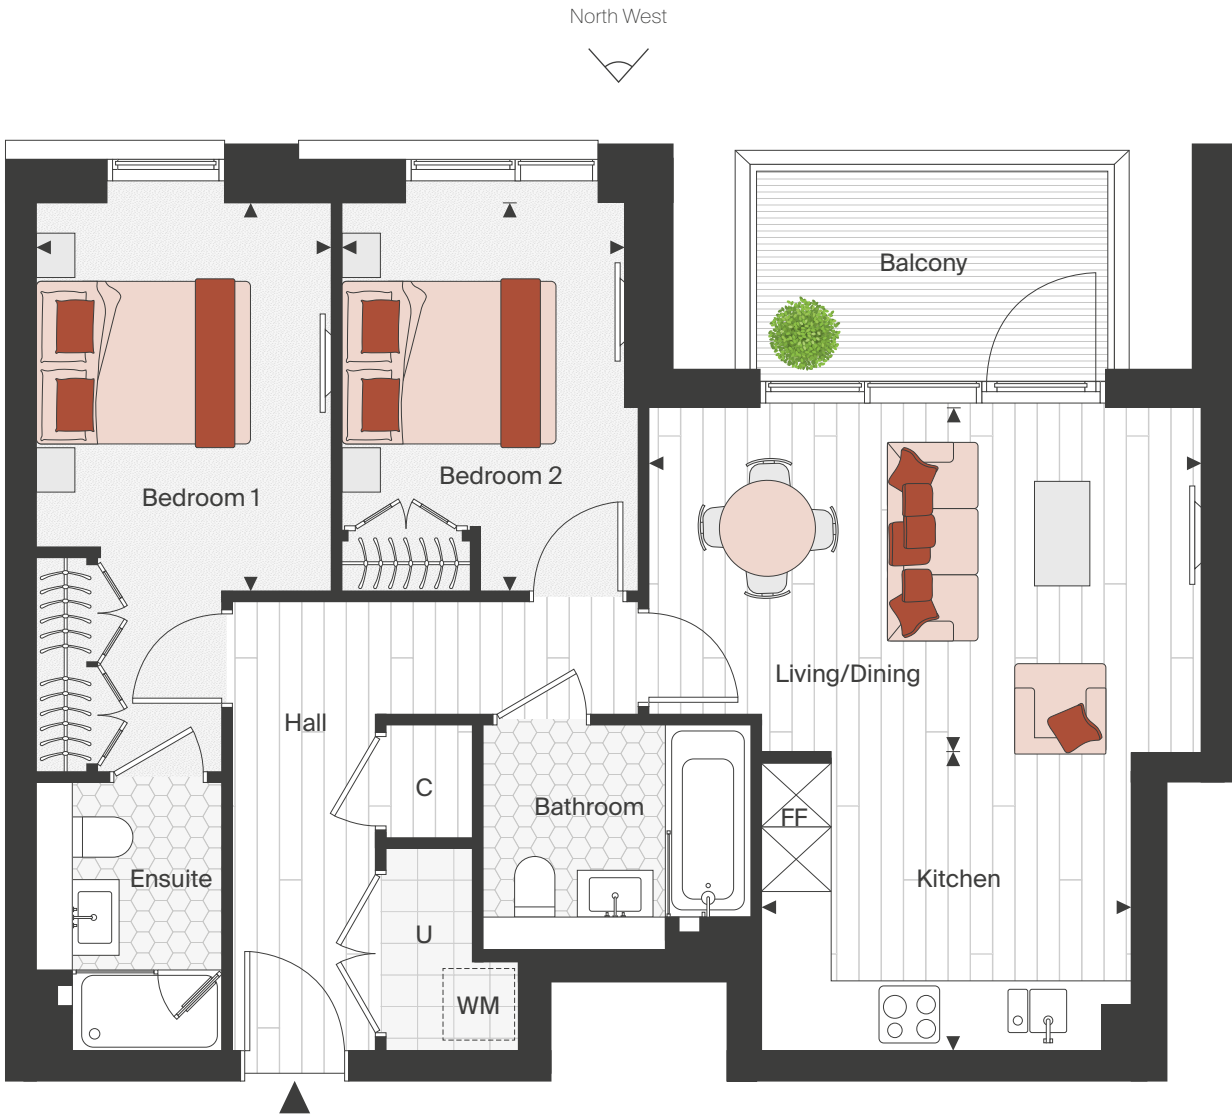 North West
Balcony
Bedroom 2
Bedroom 1
Living/Dining
Hall
C
Bathroom
FF
Ensuite
Kitchen
U
WM